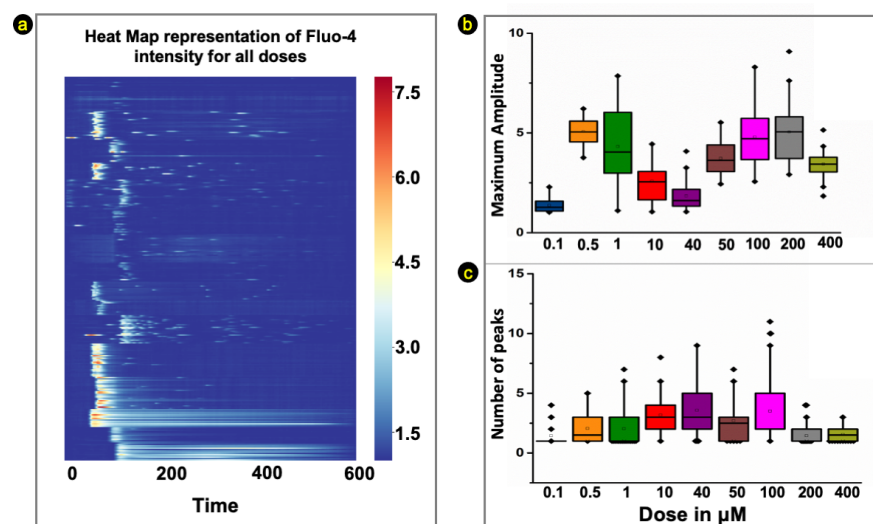 a
Heat Map representation of Fluo-4
intensity for all doses
7.5
6.0
4.5
3.0
1.5
0 200 400 600
Time
b
Maximum Amplitude
10
5
0
0.1 0.5 1 10 40 50 100 200 400
c
Number of peaks
15
10
5
0
0.1 0.5 1 10 40 50 100 200 400
Dose in µM